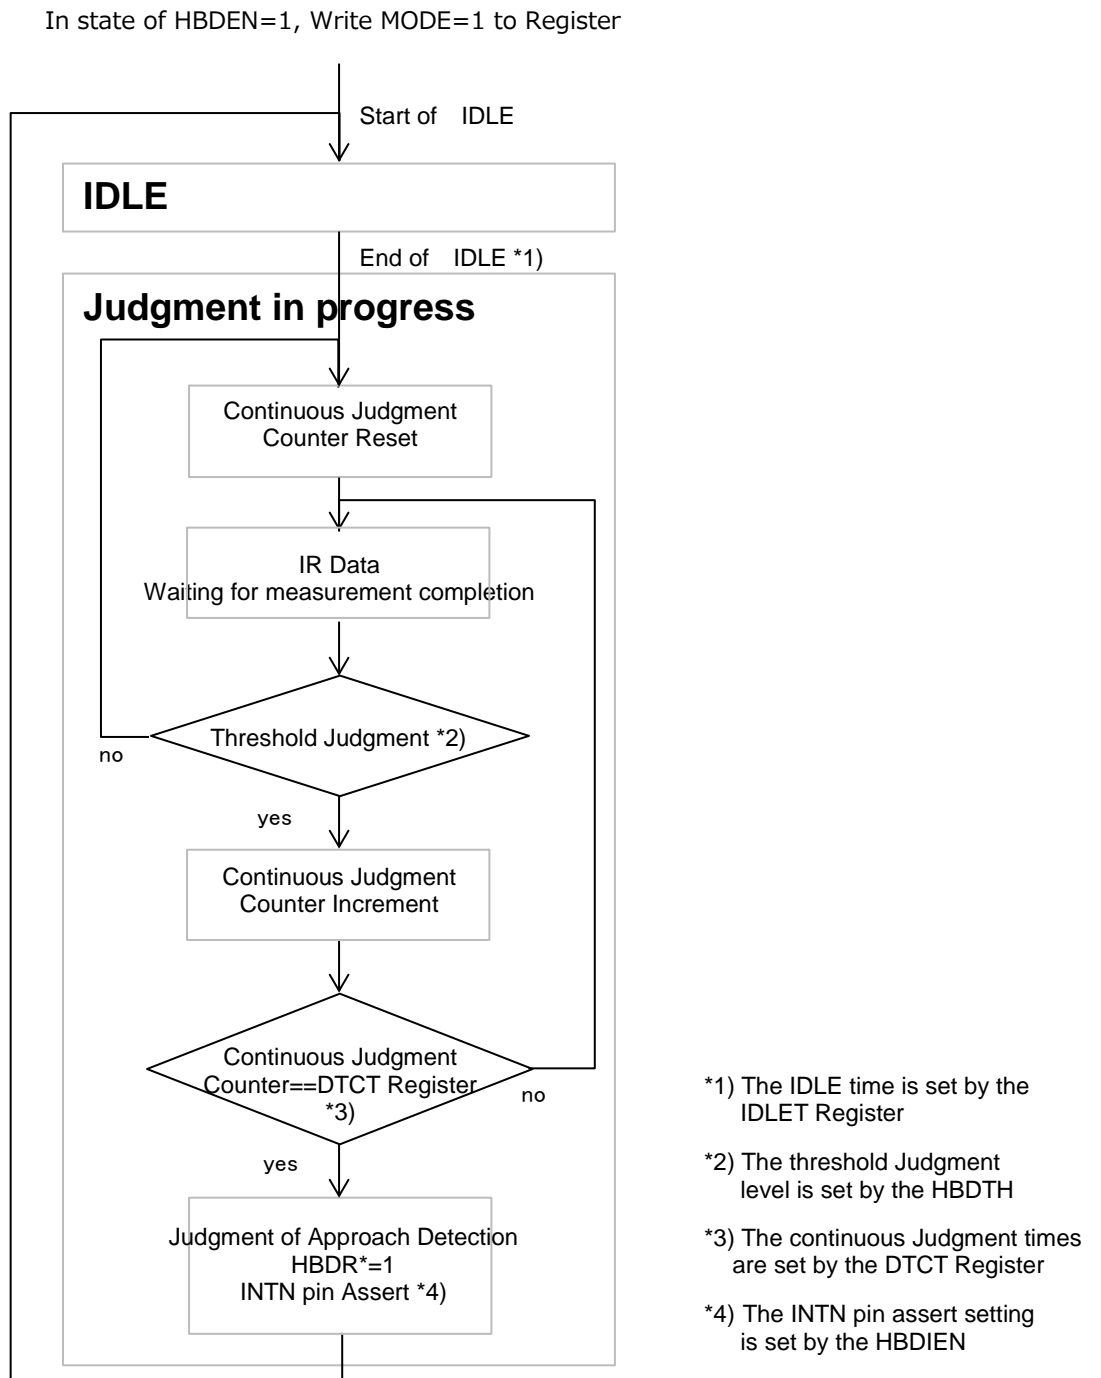 In state of HBDEN=1, Write MODE=1 to Register
Start of IDLE
IDLE
End of IDLE *1)
Judgment in progress
Continuous Judgment
Counter Reset
IR Data
Waiting for measurement completion
Threshold Judgment *2)
no
yes
Continuous Judgment
Counter Increment
Continuous Judgment
Counter==DTCT Register
*3)
no
yes
Judgment of Approach Detection
HBDR*=1
INTN pin Assert *4)
*1) The IDLE time is set by the
IDLET Register
*2) The threshold Judgment
level is set by the HBDTH
*3) The continuous Judgment times
are set by the DTCT Register
*4) The INTN pin assert setting
is set by the HBDIEN